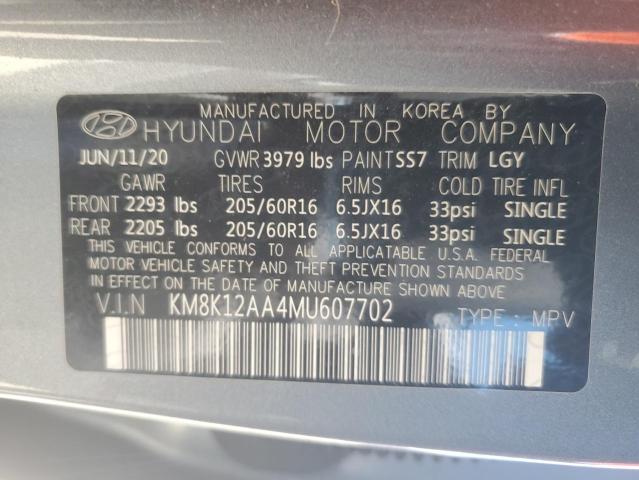 MANUFACTURED IN KOREA BY
HYUNDAI MOTOR COMPANY
JUN/11/20 GVWR 3979 lbs PAINT SS7 TRIM LGY
GAWR TIRES RIMS COLD TIRE INFL
FRONT 2293 lbs 205/60R16 6.5JX16 33psi SINGLE
REAR 2205 lbs 205/60R16 6.5JX16 33psi SINGLE
THIS VEHICLE CONFORMS TO ALL APPLICABLE U.S.A. FEDERAL
MOTOR VEHICLE SAFETY AND THEFT PREVENTION STANDARDS
IN EFFECT ON THE DATE OF MANUFACTURE SHOWN ABOVE.
V.I.N KM8K12AA4MU607702 TYPE : MPV